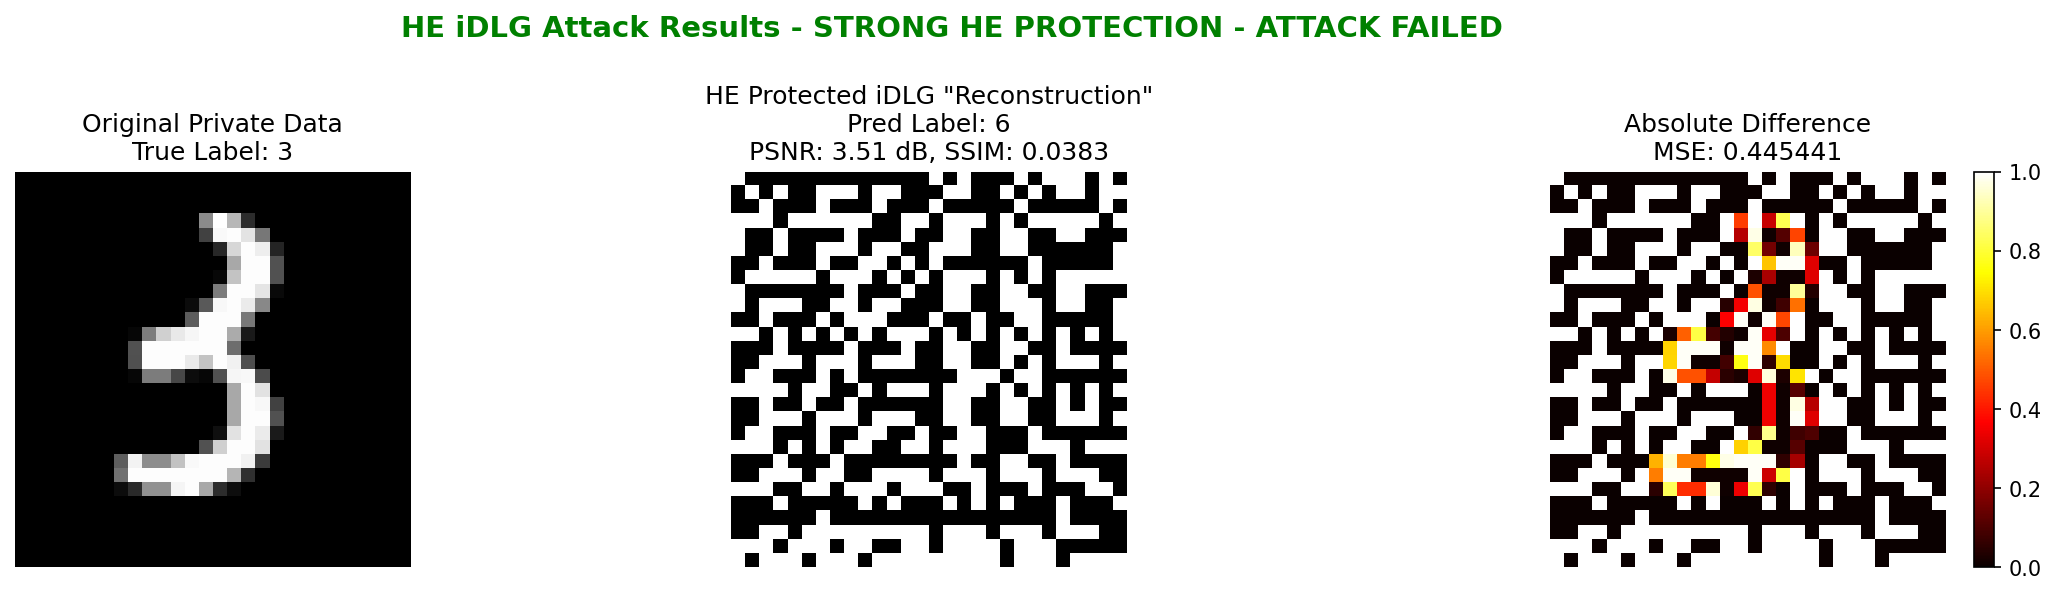 HE iDLG Attack Results - STRONG HE PROTECTION - ATTACK FAILED
Original Private Data
True Label: 3
HE Protected iDLG "Reconstruction"
Pred Label: 6
PSNR: 3.51 dB, SSIM: 0.0383
Absolute Difference
MSE: 0.445441
1.0
0.8
0.6
0.4
0.2
0.0